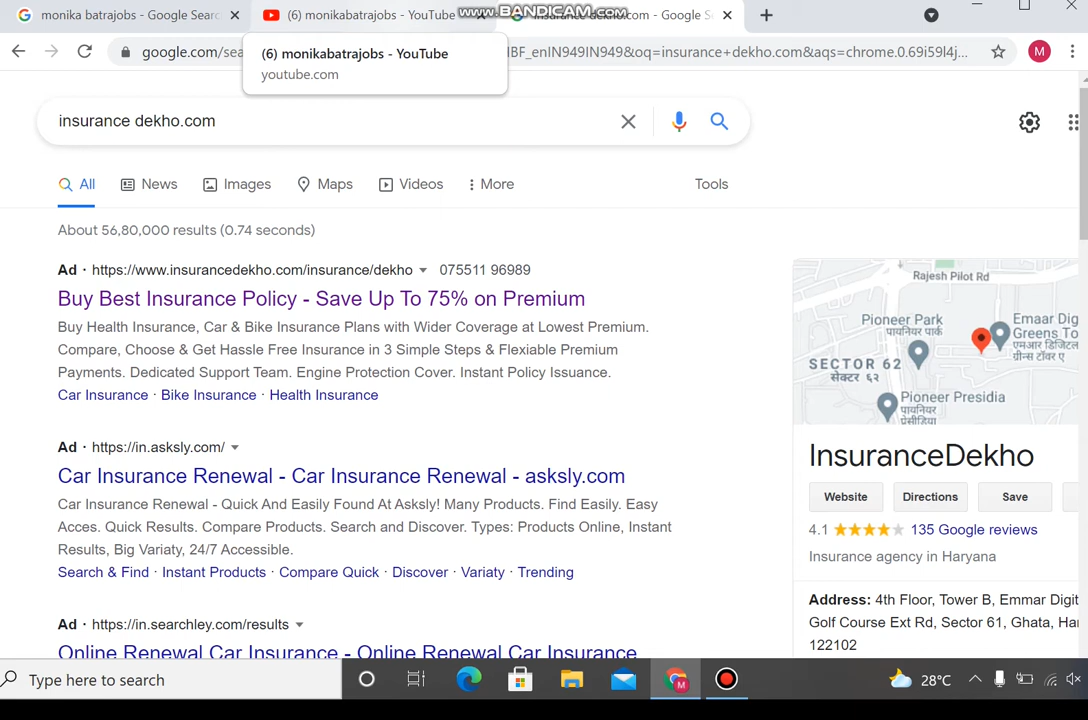 monika batrajobs - Google Searc
(6) monikabatrajobs - YouTube
www.BANDICAM.com
insurance dekho.com - Google S
google.com/sea
IBF_enIN949IN949&oq=insurance+dekho.com&aqs=chrome.0.69i59l4j...
M
(6) monikabatrajobs - YouTube
youtube.com
insurance dekho.com
All
News
Images
Maps
Videos
More
Tools
About 56,80,000 results (0.74 seconds)
Ad · https://www.insurancedekho.com/insurance/dekho 075511 96989
Buy Best Insurance Policy - Save Up To 75% on Premium
Buy Health Insurance, Car & Bike Insurance Plans with Wider Coverage at Lowest Premium.
Compare, Choose & Get Hassle Free Insurance in 3 Simple Steps & Flexiable Premium
Payments. Dedicated Support Team. Engine Protection Cover. Instant Policy Issuance.
Car Insurance · Bike Insurance · Health Insurance
Ad · https://in.asksly.com/
Car Insurance Renewal - Car Insurance Renewal - asksly.com
Car Insurance Renewal - Quick And Easily Found At Asksly! Many Products. Find Easily. Easy
Acces. Quick Results. Compare Products. Search and Discover. Types: Products Online, Instant
Results, Big Variaty, 24/7 Accessible.
Search & Find · Instant Products · Compare Quick · Discover · Variaty · Trending
Ad · https://in.searchley.com/results
Online Renewal Car Insurance - Online Renewal Car Insurance
Rajesh Pilot Rd
Pioneer Park
पायनियर पार्क
Emaar Dig
Greens To
एमआर डिजिटल
ग्रीन्स टॉवर ऐ
SECTOR 62
सेक्टर ६२
Pioneer Presidia
पायनीयर
InsuranceDekho
Website
Directions
Save
4.1
135 Google reviews
Insurance agency in Haryana
Address: 4th Floor, Tower B, Emmar Digit
Golf Course Ext Rd, Sector 61, Ghata, Har
122102
Type here to search
M
28°C